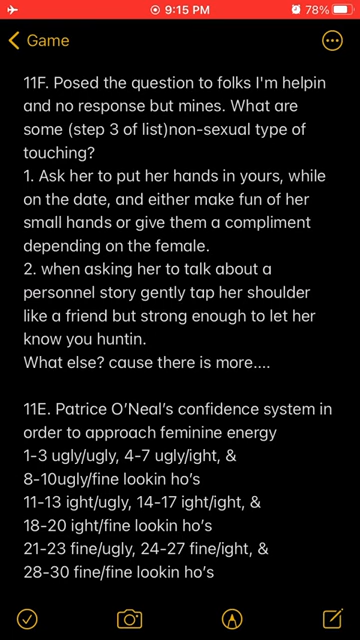 9:15 PM
78%
Game
11F. Posed the question to folks I'm helpin
and no response but mines. What are
some (step 3 of list)non-sexual type of
touching?
1. Ask her to put her hands in yours, while
on the date, and either make fun of her
small hands or give them a compliment
depending on the female.
2. when asking her to talk about a
personnel story gently tap her shoulder
like a friend but strong enough to let her
know you huntin.
What else? cause there is more....
11E. Patrice O'Neal's confidence system in
order to approach feminine energy
1-3 ugly/ugly, 4-7 ugly/ight, &
8-10ugly/fine lookin ho's
11-13 ight/ugly, 14-17 ight/ight, &
18-20 ight/fine lookin ho's
21-23 fine/ugly, 24-27 fine/ight, &
28-30 fine/fine lookin ho's